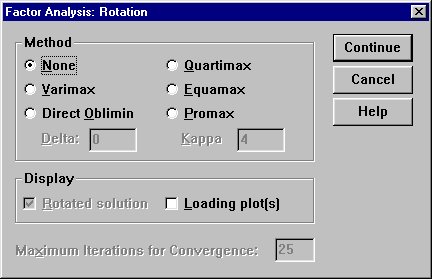 Factor Analysis: Rotation
Method
None
Quartimax
Varimax
Equamax
Direct Oblimin
Promax
Delta: 0
Kappa 4
Display
Rotated solution
Loading plot(s)
Maximum Iterations for Convergence: 25
Continue
Cancel
Help